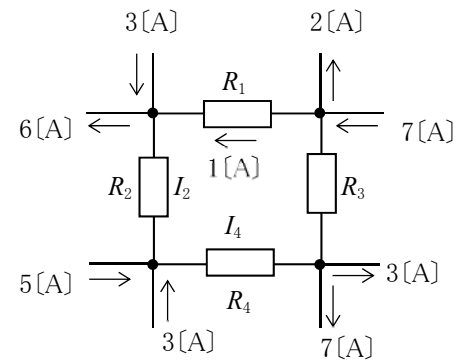 3〔A〕 2〔A〕
R₁
6〔A〕 7〔A〕
1〔A〕
R₂ I₂ R₃
I₄
5〔A〕 3〔A〕
R₄
3〔A〕 7〔A〕